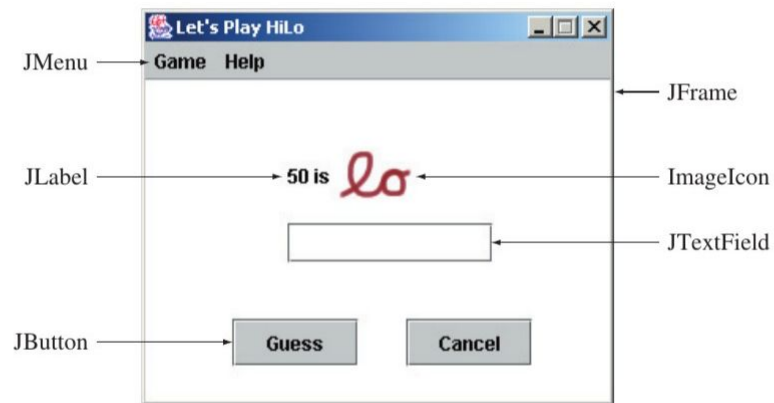 Let's Play HiLo
JMenu Game Help
JFrame
JLabel 50 is lo ImageIcon
JTextField
JButton Guess Cancel